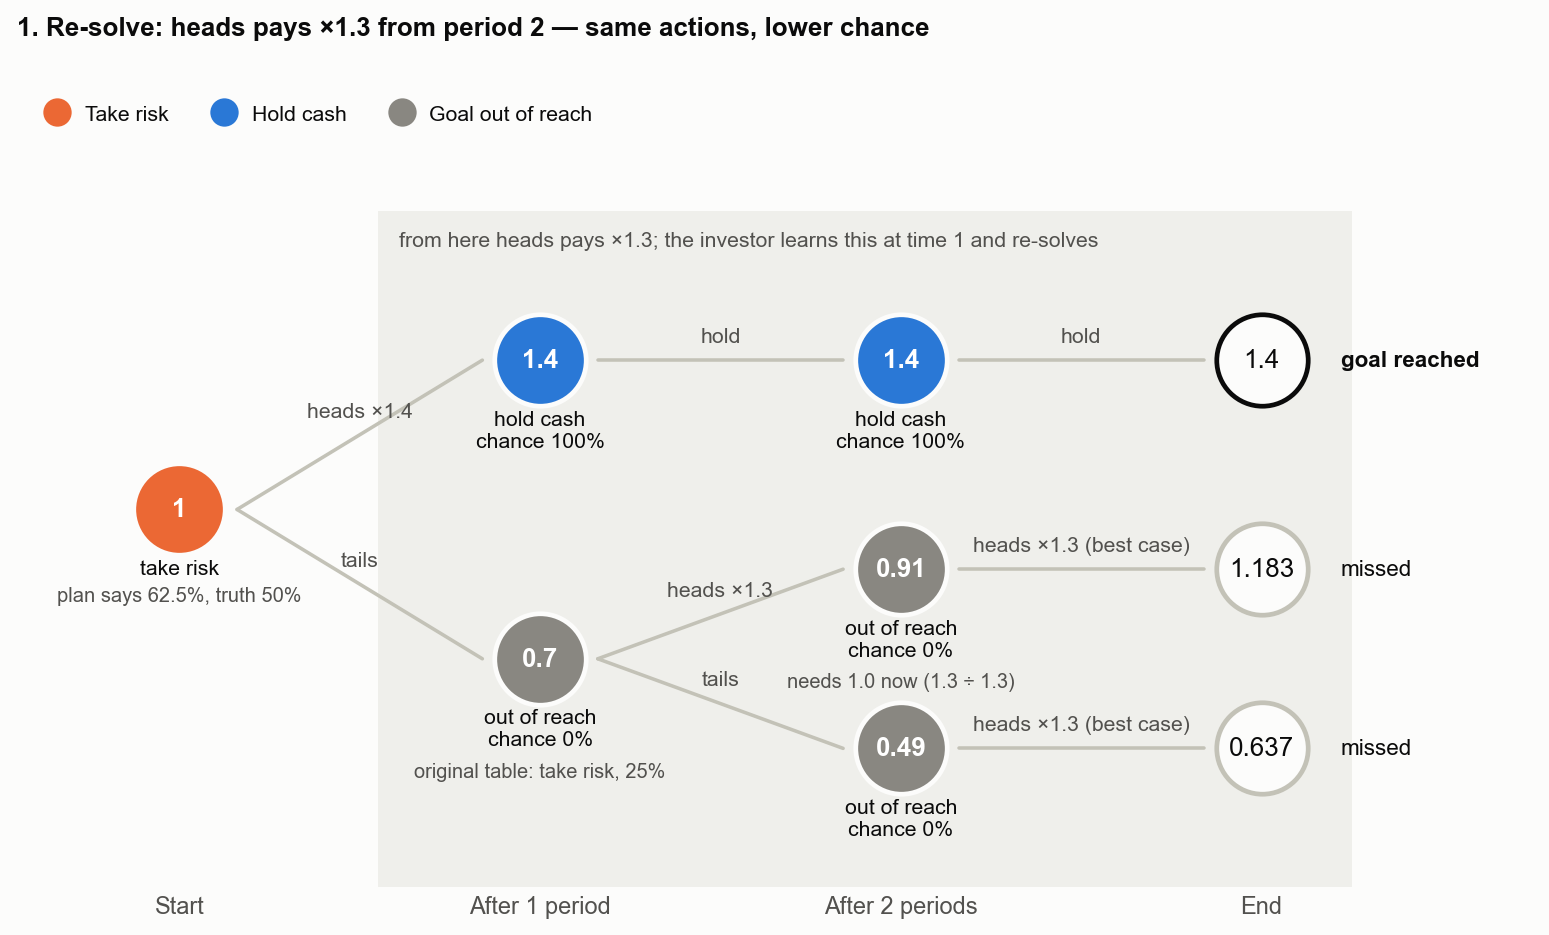 1. Re-solve: heads pays ×1.3 from period 2 — same actions, lower chance
Take risk
Hold cash
Goal out of reach
from here heads pays ×1.3; the investor learns this at time 1 and re-solves
hold
hold
1.4
1.4
1.4
goal reached
heads ×1.4
hold cash
chance 100%
hold cash
chance 100%
1
take risk
plan says 62.5%, truth 50%
tails
heads ×1.3
heads ×1.3 (best case)
0.91
1.183
missed
out of reach
chance 0%
needs 1.0 now (1.3 ÷ 1.3)
0.7
out of reach
chance 0%
original table: take risk, 25%
tails
heads ×1.3 (best case)
0.49
0.637
missed
out of reach
chance 0%
Start
After 1 period
After 2 periods
End